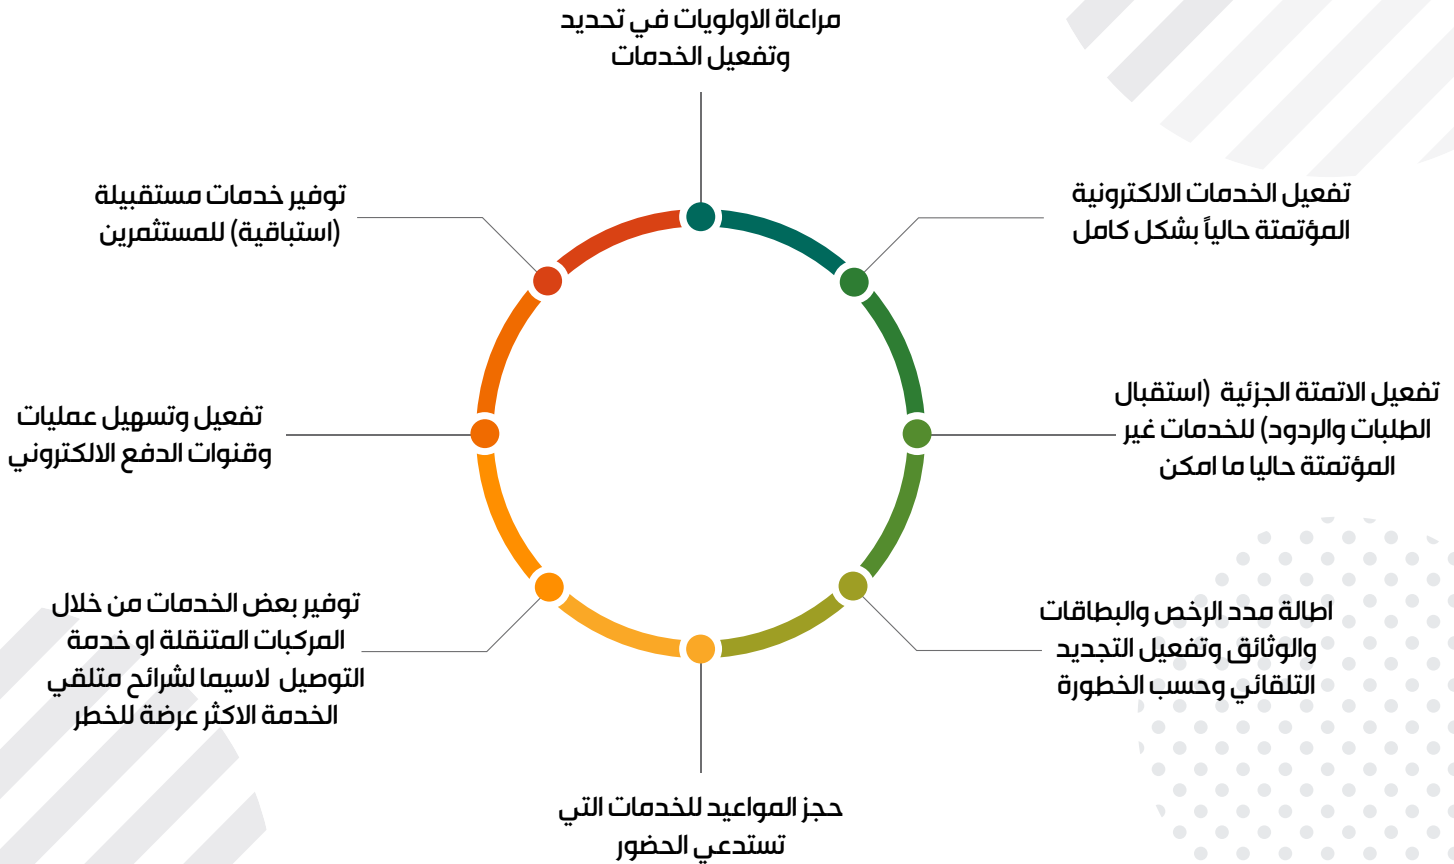 مراعاة الاولويات في تحديد
وتفعيل الخدمات
تفعيل الخدمات الالكترونية
المؤتمتة حالياً بشكل كامل
تفعيل الاتمتة الجزئية (استقبال
الطلبات والردود) للخدمات غير
المؤتمتة حاليا ما امكن
اطالة مدد الرخص والبطاقات
والوثائق وتفعيل التجديد
التلقائي وحسب الخطورة
حجز المواعيد للخدمات التي
تستدعي الحضور
توفير بعض الخدمات من خلال
المركبات المتنقلة او خدمة
التوصيل لاسيما لشرائح متلقي
الخدمة الاكثر عرضة للخطر
تفعيل وتسهيل عمليات
وقنوات الدفع الالكتروني
توفير خدمات مستقبيلة
(استباقية) للمستثمرين